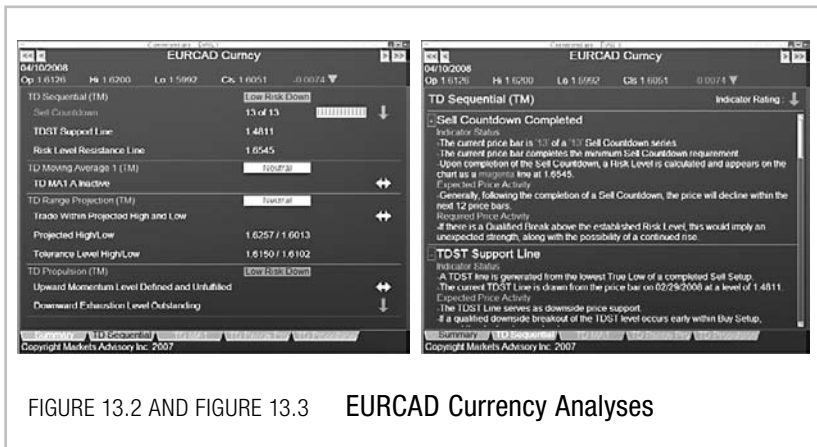 EURCAD Curncy
04/10/2008
Op 1.6126 Hi 1.6200 Lo 1.5992 Cls 1.6051 -0.0074
TD Sequential (TM) Low Risk Down
Sell Countdown 13 of 13
TDST Support Line 1.4811
Risk Level Resistance Line 1.6545
TD Moving Average 1 (TM) Neutral
TD MA1 A Inactive
TD Range Projection (TM) Neutral
Trade Within Projected High and Low
Projected High/Low 1.6257 / 1.6013
Tolerance Level High/Low 1.6150 / 1.6102
TD Propulsion (TM) Low Risk Down
Upward Momentum Level Defined and Unfulfilled
Downward Exhaustion Level Outstanding
Summary TD Sequential TD MA1
Copyright Markets Advisory Inc. 2007
EURCAD Curncy
04/10/2008
Op 1.6126 Hi 1.6200 Lo 1.5992 Cls 1.6051 -0.0074
TD Sequential (TM) Indicator Rating:
Sell Countdown Completed
Indicator Status
-The current price bar is '13' of a '13' Sell Countdown series.
-The current price bar completes the minimum Sell Countdown requirement.
-Upon completion of the Sell Countdown, a Risk Level is calculated and appears on the
chart as a magenta line at 1.6545.
Expected Price Activity
-Generally, following the completion of a Sell Countdown, the price will decline within the
next 12 price bars.
Required Price Activity
-If there is a Qualified Break above the established Risk Level, this would imply an
unexpected strength, along with the possibility of a continued rise.
TDST Support Line
Indicator Status
-A TDST line is generated from the lowest True Low of a completed Sell Setup.
-The current TDST Line is drawn from the price bar on 02/29/2008 at a level of 1.4811.
Expected Price Activity
-The TDST Line serves as downside price support.
-If a qualified downside breakout of the TDST level occurs early within Buy Setup,
Summary TD Sequential TD MA1
Copyright Markets Advisory Inc. 2007
FIGURE 13.2 AND FIGURE 13.3 EURCAD Currency Analyses